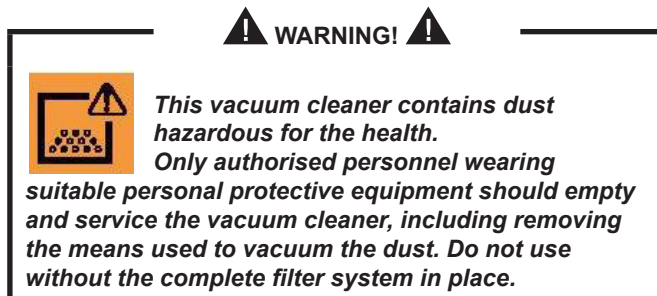 WARNING!
This vacuum cleaner contains dust
hazardous for the health.
Only authorised personnel wearing
suitable personal protective equipment should empty
and service the vacuum cleaner, including removing
the means used to vacuum the dust. Do not use
without the complete filter system in place.